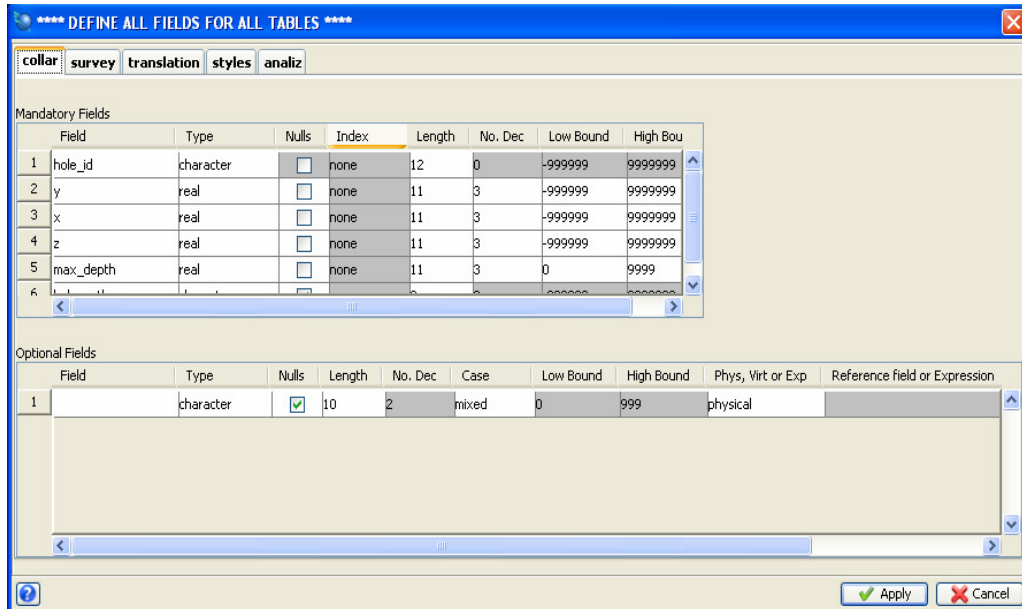 **** DEFINE ALL FIELDS FOR ALL TABLES ****
collar survey translation styles analiz
Mandatory Fields
Field Type Nulls Index Length No. Dec Low Bound High Bou
1 hole_id character none 12 0 -999999 9999999
2 y real none 11 3 -999999 9999999
3 x real none 11 3 -999999 9999999
4 z real none 11 3 -999999 9999999
5 max_depth real none 11 3 0 9999
6
Optional Fields
Field Type Nulls Length No. Dec Case Low Bound High Bound Phys, Virt or Exp Reference field or Expression
1 character 10 2 mixed 0 999 physical
Apply Cancel